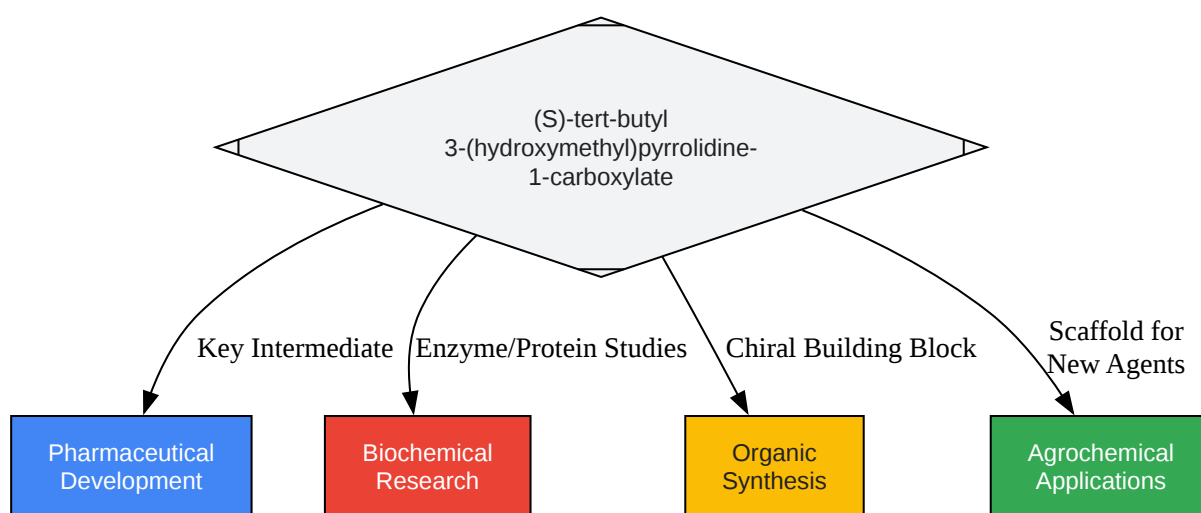 (S)-tert-butyl
3-(hydroxymethyl)pyrrolidine-
1-carboxylate
Key Intermediate
Enzyme/Protein Studies
Chiral Building Block
Scaffold for
New Agents
Pharmaceutical
Development
Biochemical
Research
Organic
Synthesis
Agrochemical
Applications